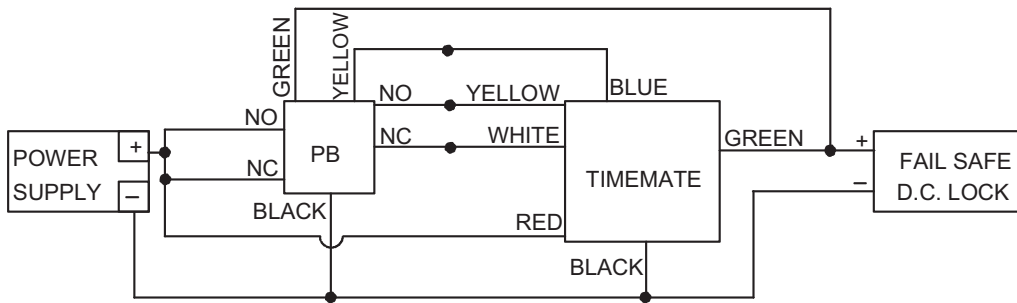 GREEN
YELLOW
BLUE
NO
YELLOW
NO
POWER
SUPPLY
+
−
NC
PB
NC
WHITE
GREEN
+
−
FAIL SAFE
D.C. LOCK
TIMEMATE
BLACK
RED
BLACK